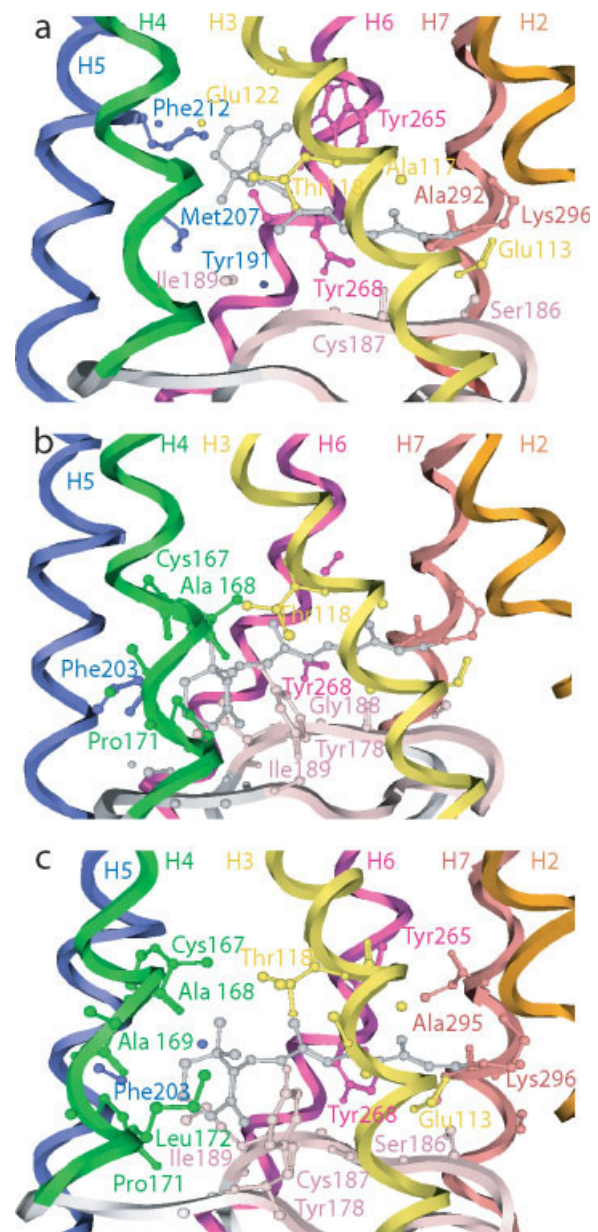 a
H5
H4
H3
H6
H7
H2
Phe212
Glu122
Tyr265
Thr118
Ala117
Ala292
Lys296
Met207
Tyr191
Ile189
Tyr268
Glu113
Ser186
Cys187
b
H5
H4
H3
H6
H7
H2
Cys167
Ala 168
Thr118
Phe203
Tyr268
Gly188
Pro171
Tyr178
Ile189
c
H5
H4
H3
H6
H7
H2
Cys167
Thr118
Tyr265
Ala 168
Ala 169
Ala295
Phe203
Lys296
Tyr268
Glu113
Leu172
Ile189
Ser186
Pro171
Cys187
Tyr178